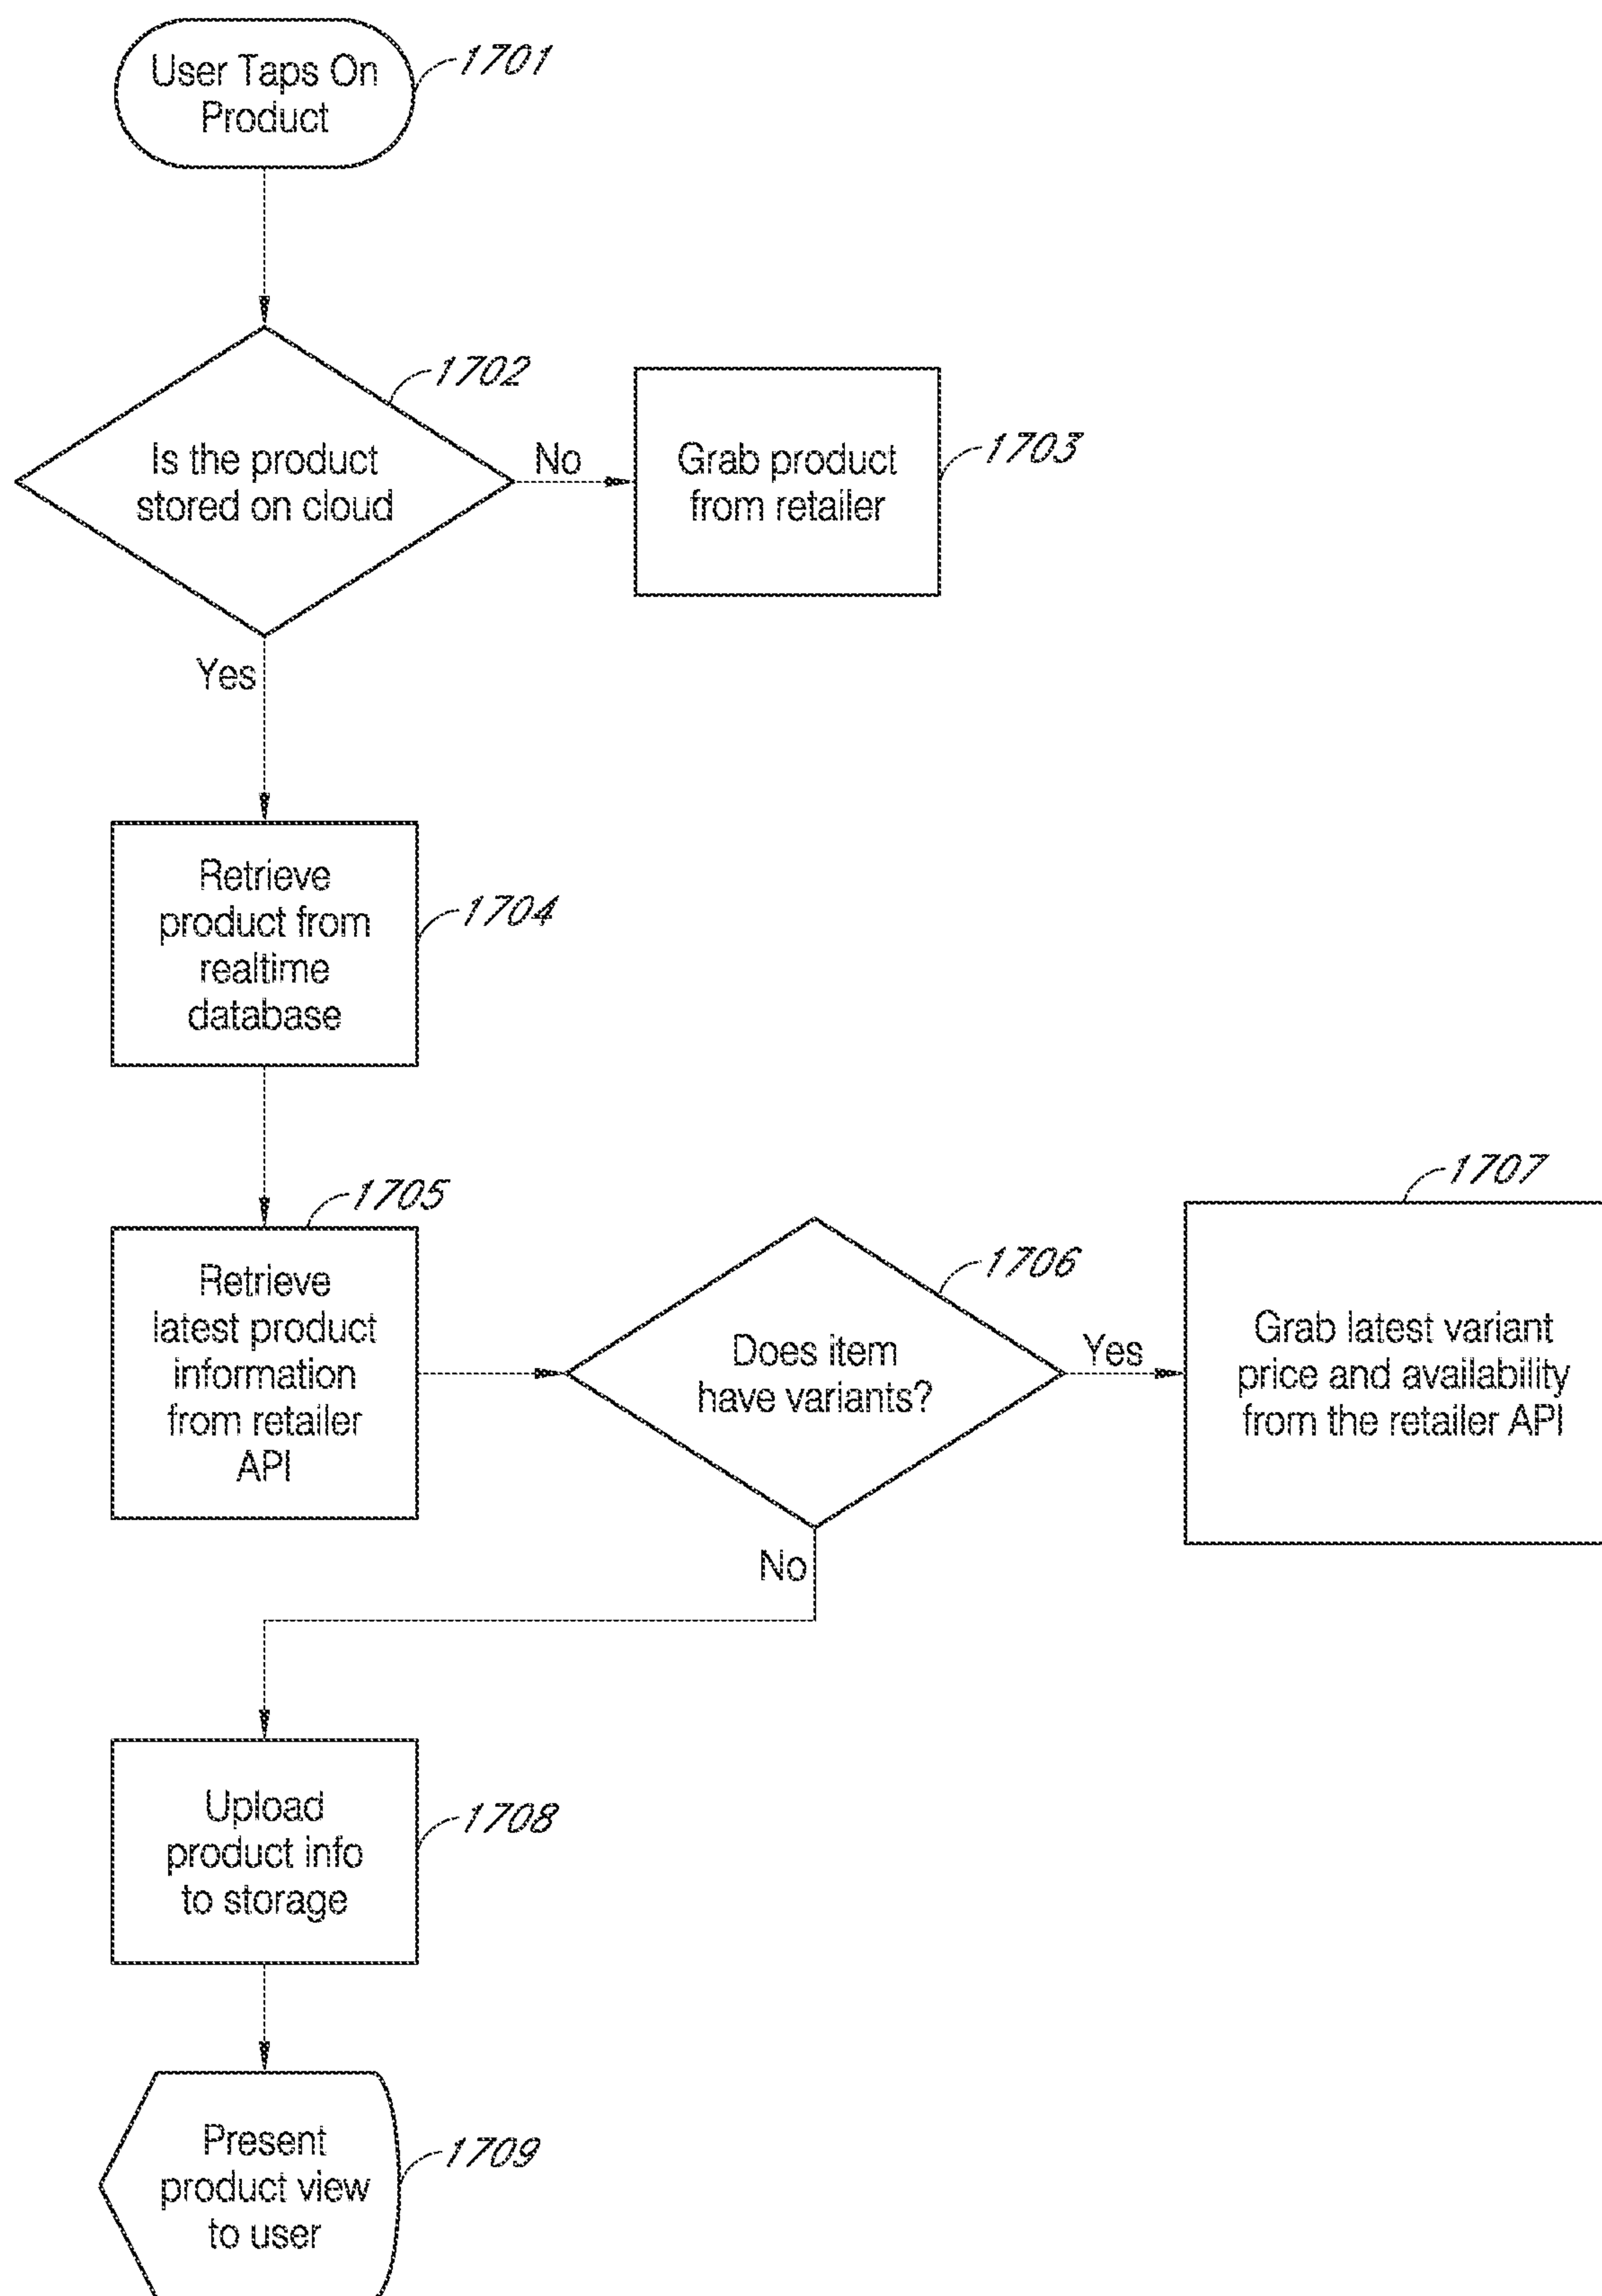 User Taps On
Product
1701
1702
Is the product
stored on cloud
No
Grab product
from retailer
1703
Yes
Retrieve
product from
realtime
database
1704
1705
Retrieve
latest product
information
from retailer
API
1706
Does item
have variants?
Yes
1707
Grab latest variant
price and availability
from the retailer API
No
Upload
product info
to storage
1708
Present
product view
to user
1709